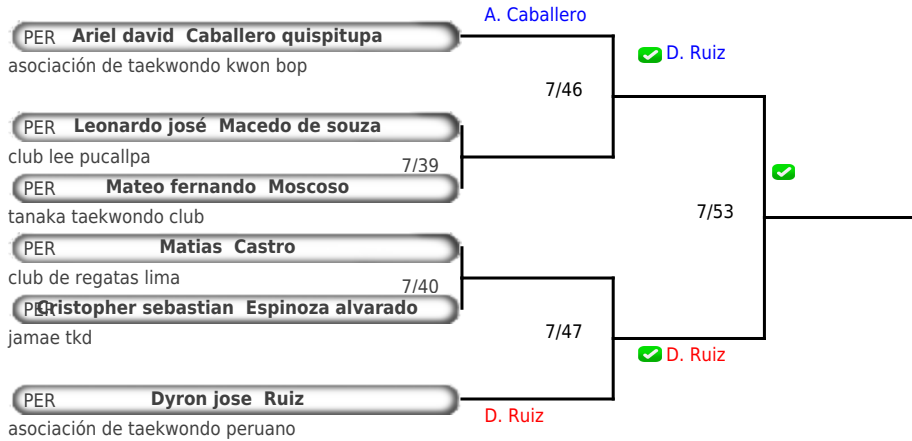 A. Caballero
PER Ariel david Caballero quispitupa
asociación de taekwondo kwon bop
D. Ruiz
7/46
PER Leonardo josé Macedo de souza
club lee pucallpa
7/39
PER Mateo fernando Moscoso
tanaka taekwondo club
7/53
PER Matias Castro
club de regatas lima
7/40
PER Cristopher sebastian Espinoza alvarado
jamae tkd
7/47
D. Ruiz
PER Dyron jose Ruiz
D. Ruiz
asociación de taekwondo peruano